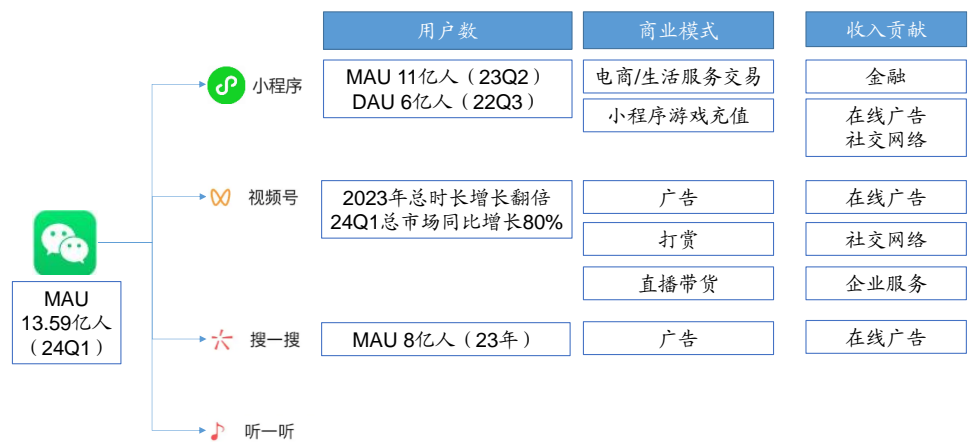 用户数
商业模式
收入贡献
小程序
MAU 11亿人（23Q2）
DAU 6亿人（22Q3）
电商/生活服务交易
金融
小程序游戏充值
在线广告
社交网络
视频号
2023年总时长增长翻倍
24Q1总市场同比增长80%
广告
在线广告
打赏
社交网络
直播带货
企业服务
MAU
13.59亿人
（24Q1）
搜一搜
MAU 8亿人（23年）
广告
在线广告
听一听